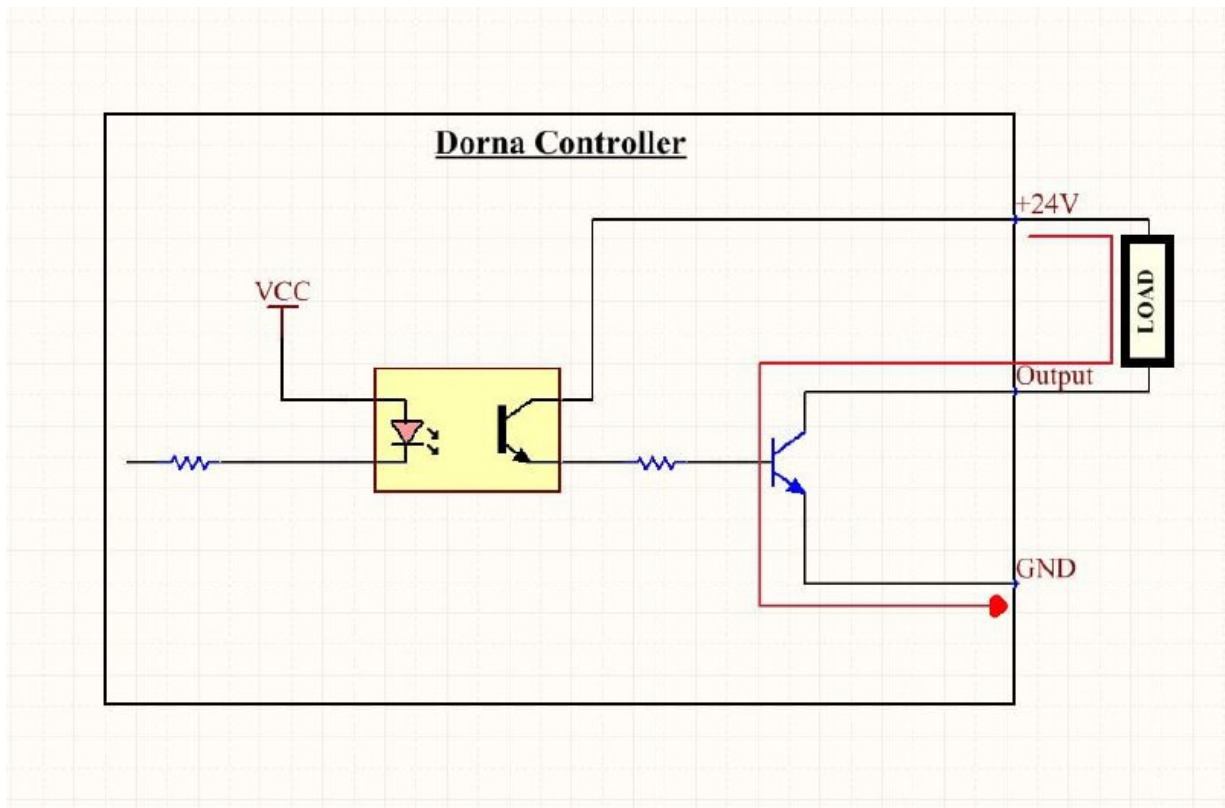 Dorna Controller
+24V
VCC
LOAD
Output
GND